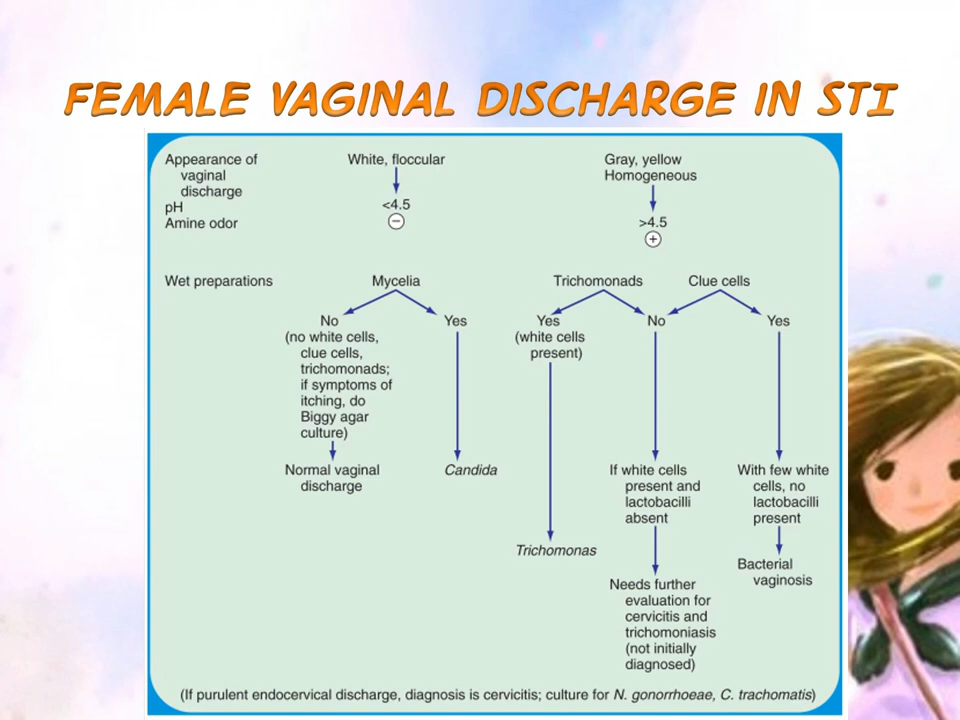 FEMALE VAGINAL DISCHARGE IN STI
Appearance of
vaginal
discharge
pH
Amine odor
White, floccular
<4.5
−
Gray, yellow
Homogeneous
>4.5
+
Wet preparations
Mycelia
Trichomonads
Clue cells
No
(no white cells,
clue cells,
trichomonads;
if symptoms of
itching, do
Biggy agar
culture)
Yes
Yes
(white cells
present)
No
Yes
Normal vaginal
discharge
Candida
If white cells
present and
lactobacilli
absent
With few white
cells, no
lactobacilli
present
Trichomonas
Bacterial
vaginosis
Needs further
evaluation for
cervicitis and
trichomoniasis
(not initially
diagnosed)
(If purulent endocervical discharge, diagnosis is cervicitis; culture for N. gonorrhoeae, C. trachomatis)